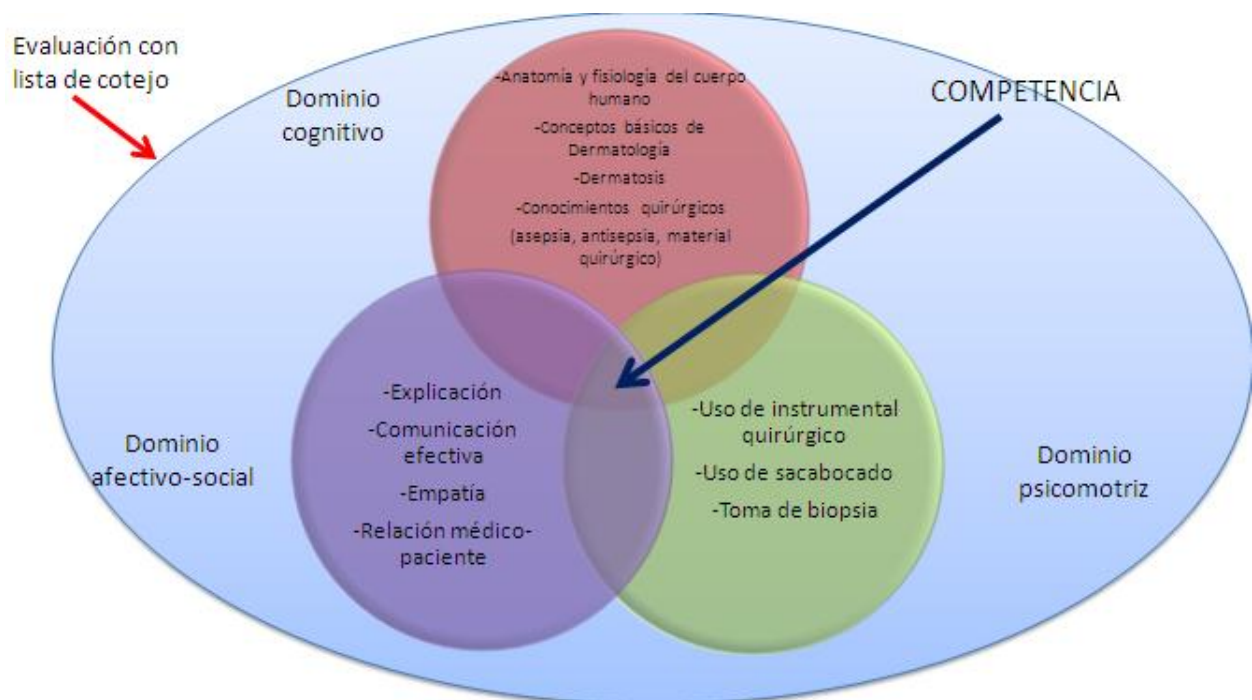 Evaluación con
lista de cotejo
Dominio
cognitivo
-Anatomía y fisiología del cuerpo
humano
-Conceptos básicos de
Dermatología
-Dermatosis
-Conocimientos quirúrgicos
(asepsia, antisepsia, material
quirúrgico)
COMPETENCIA
Dominio
afectivo-social
-Explicación
-Comunicación
efectiva
-Empatía
-Relación médico-
paciente
-Uso de instrumental
quirúrgico
-Uso de sacabocado
-Toma de biopsia
Dominio
psicomotriz